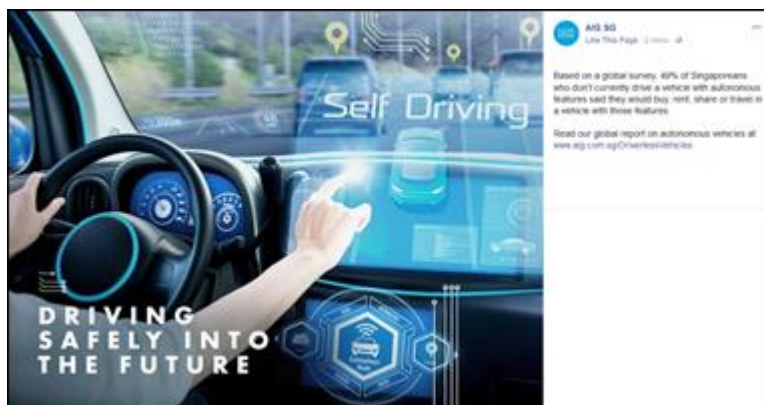 Self Driving
DRIVING
SAFELY INTO
THE FUTURE
AIG SG
Like This Page
Based on a global survey, 49% of Singaporeans
who don't currently drive a vehicle with autonomous
features said they would buy, rent, share or travel in
a vehicle with those features
Read our global report on autonomous vehicles at
www.aig.com.sg/DriverlessVehicles